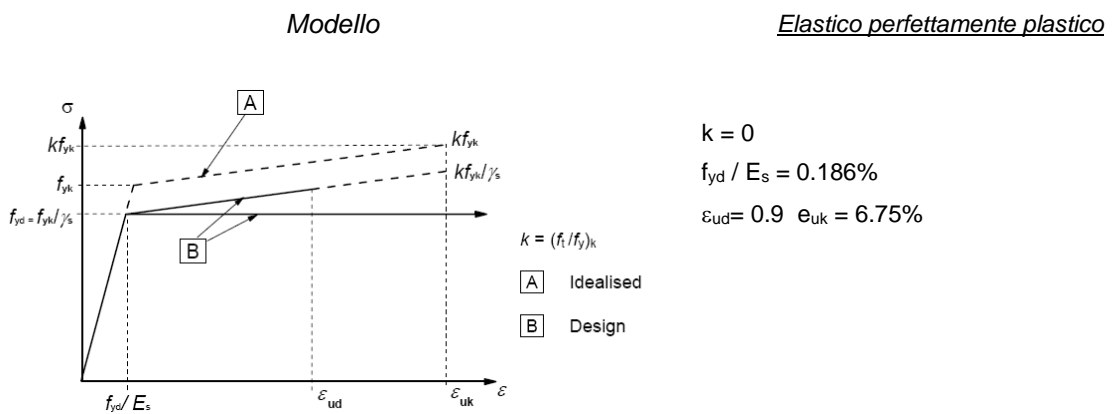 Modello
Elastico perfettamente plastico
σ
A
kfyk
kfyk
kfyk/γs
fyk
fyd = fyk/γs
B
k = (ft/fy)k
A Idealised
B Design
fyd/ Es
εud
εuk
ε
k = 0
fyd / Es = 0.186%
εud= 0.9 euk = 6.75%